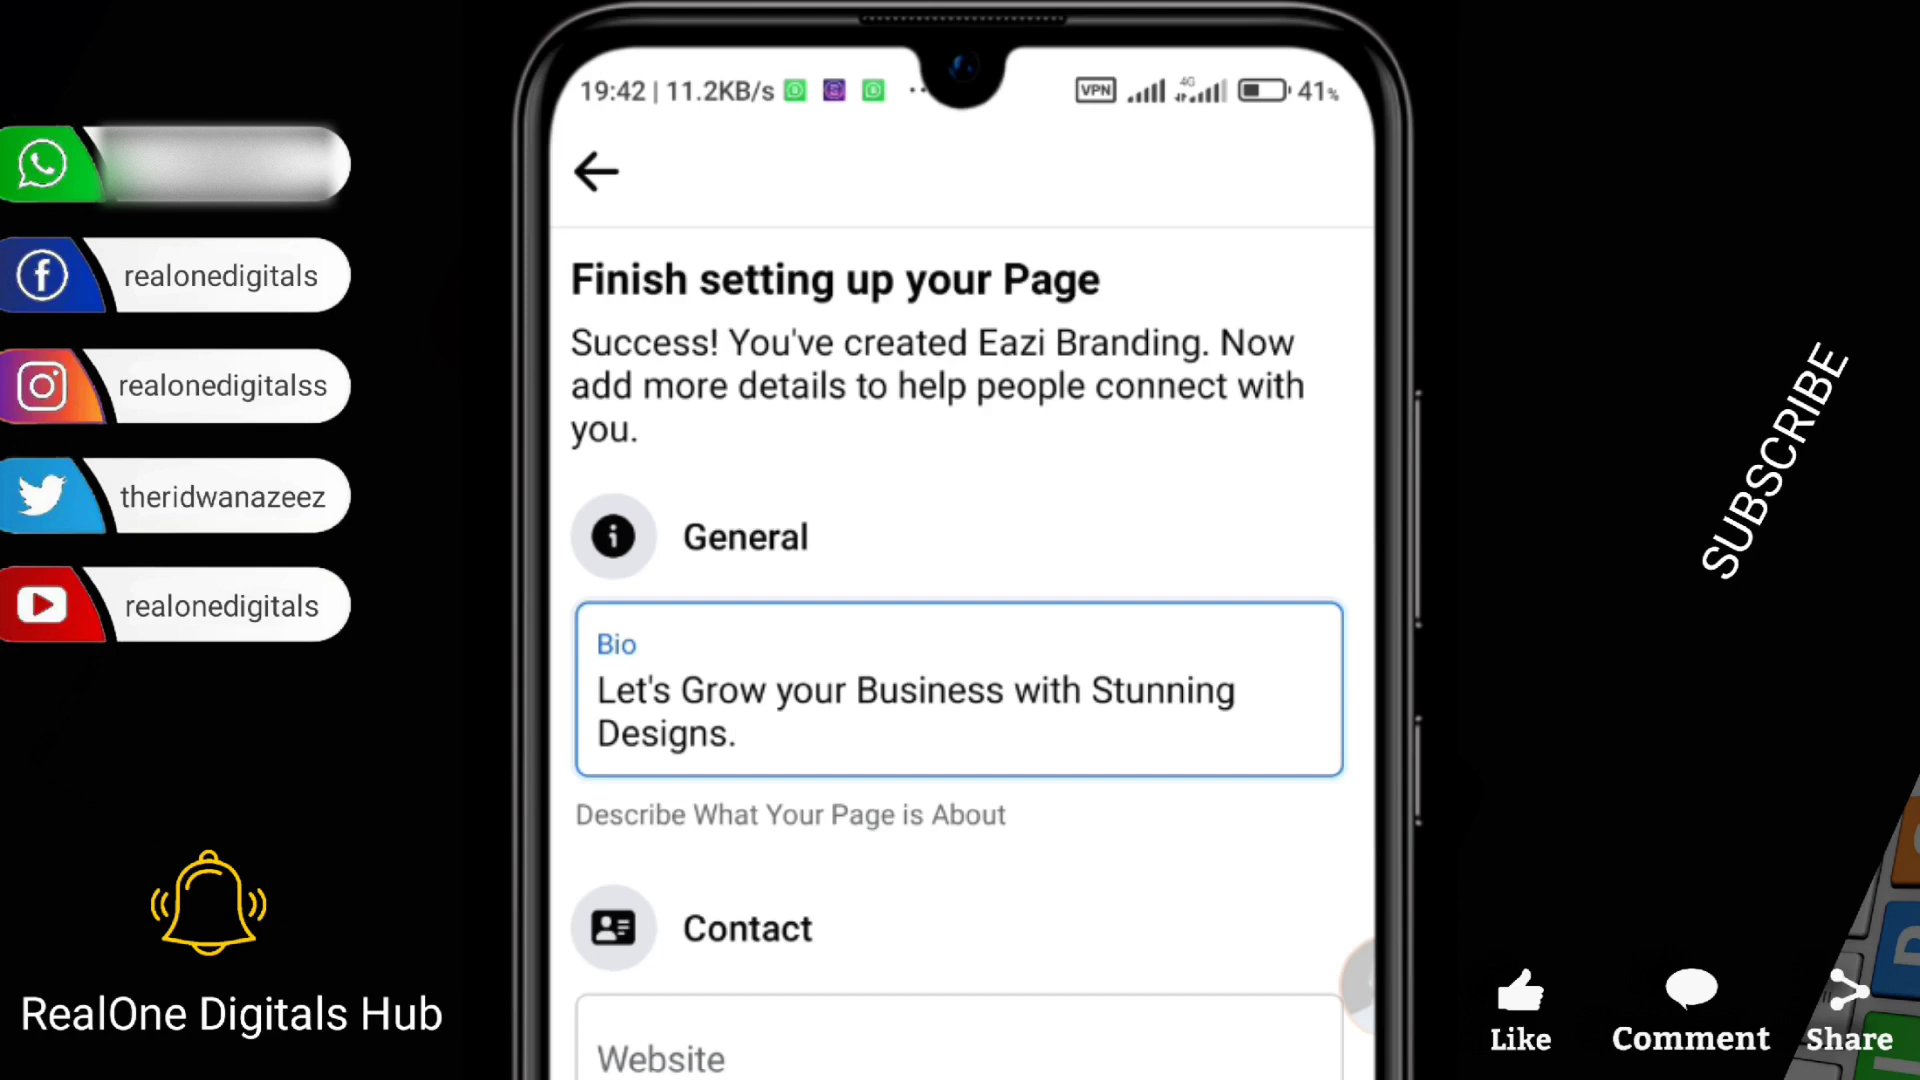 19:42 | 11.2KB/s
VPN
4G
41%
realonedigitals
realonedigitalss
theridwanazeez
realonedigitals
RealOne Digitals Hub
Finish setting up your Page
Success! You've created Eazi Branding. Now
add more details to help people connect with
you.
General
Bio
Let's Grow your Business with Stunning
Designs.
Describe What Your Page is About
Contact
Website
SUBSCRIBE
Like
Comment
Share